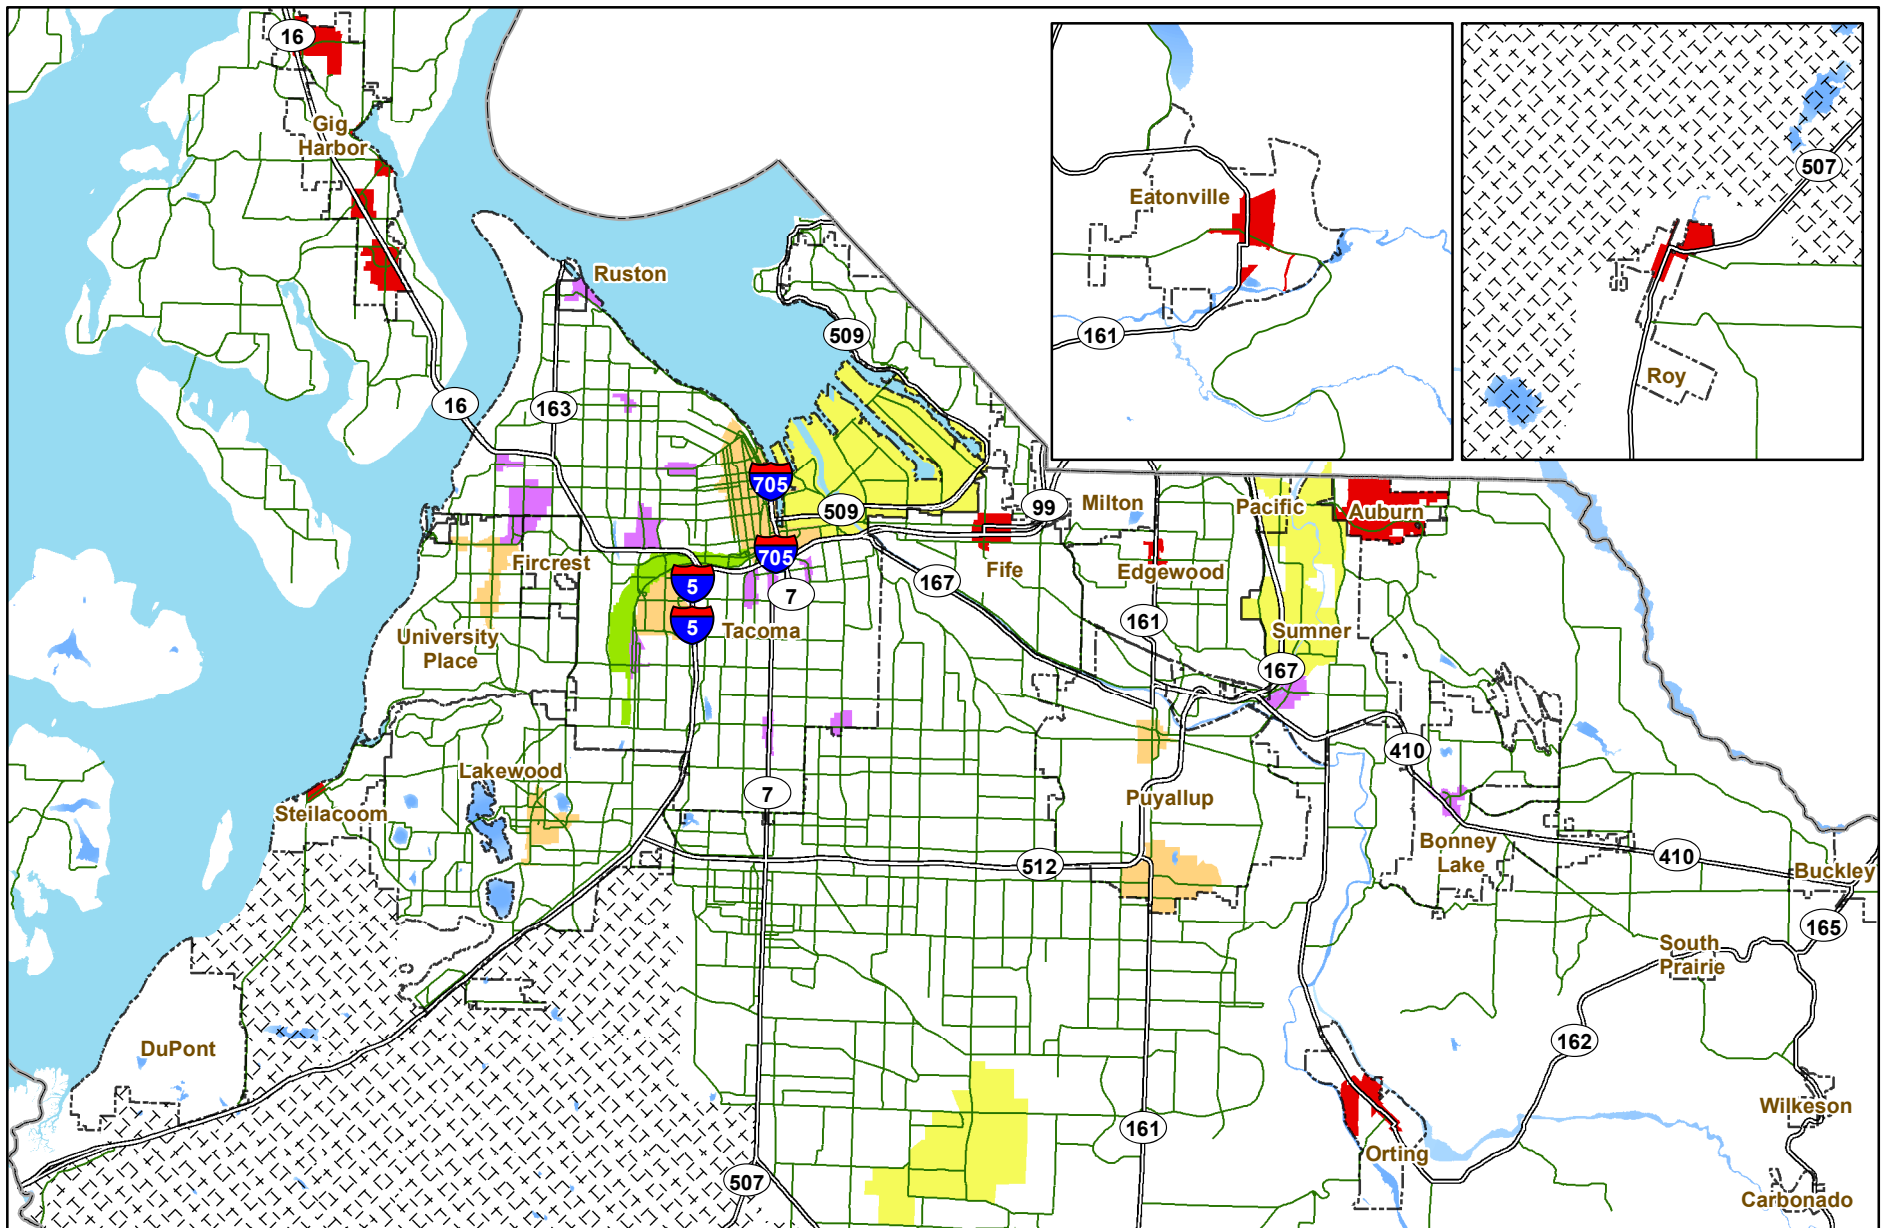 16
Gig
Harbor
Eatonville
161
507
Roy
Ruston
509
16
163
705
509
99
Milton
Pacific
Auburn
705
Fircrest
5
7
167
Fife
Edgewood
5
Tacoma
161
Sumner
University
Place
167
410
Lakewood
7
Puyallup
Steilacoom
512
Bonney
Lake
410
Buckley
165
South
Prairie
DuPont
162
161
Wilkeson
Orting
507
Carbonado